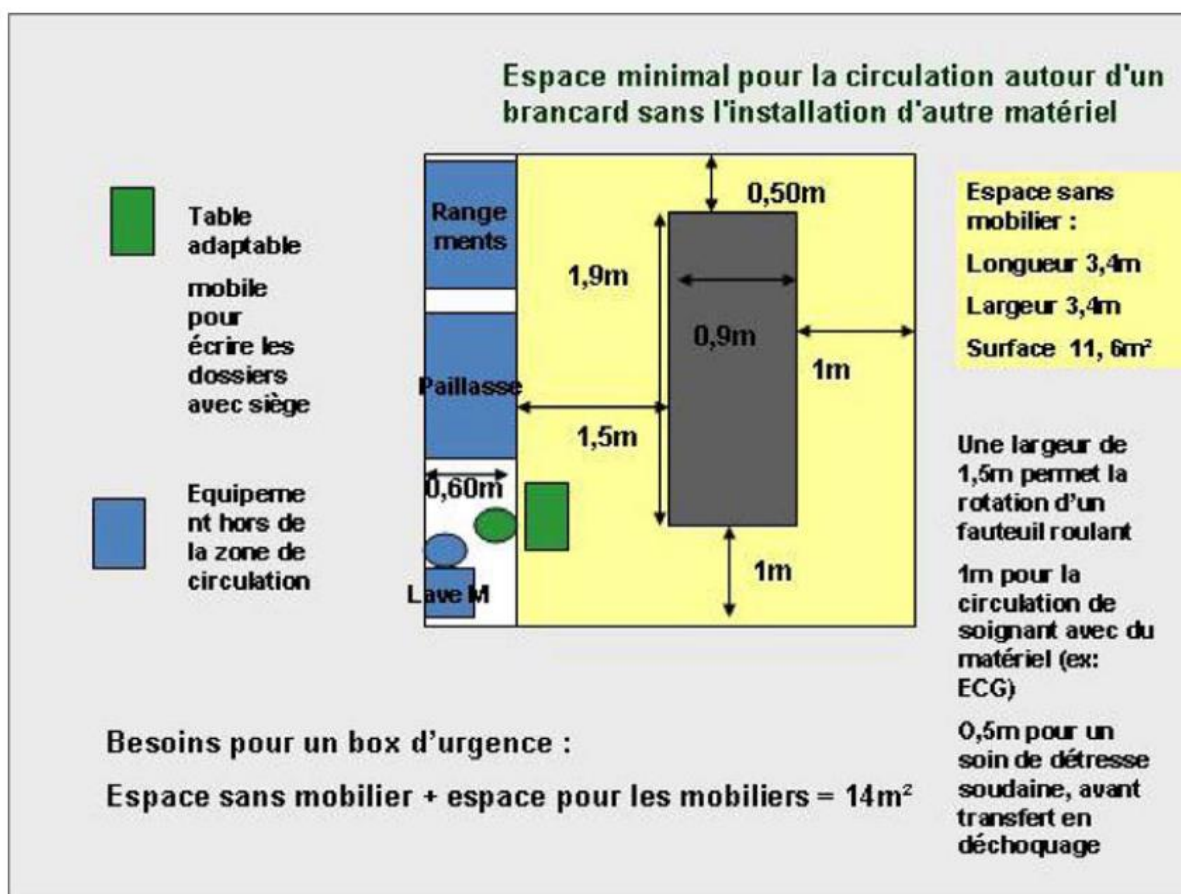 Espace minimal pour la circulation autour d'un
brancard sans l'installation d'autre matériel
Table
adaptable
mobile
pour
écrire les
dossiers
avec siège
Equipeme
nt hors de
la zone de
circulation
Range
ments
Paillasse
0,60m
Lave M
0,50m
1,9m
0,9m
1m
1,5m
1m
Espace sans
mobilier :
Longueur 3,4m
Largeur 3,4m
Surface 11, 6m²
Une largeur de
1,5m permet la
rotation d'un
fauteuil roulant
1m pour la
circulation de
soignant avec du
matériel (ex:
ECG)
0,5m pour un
soin de détresse
soudaine, avant
transfert en
déchoquage
Besoins pour un box d'urgence :
Espace sans mobilier + espace pour les mobiliers = 14m²